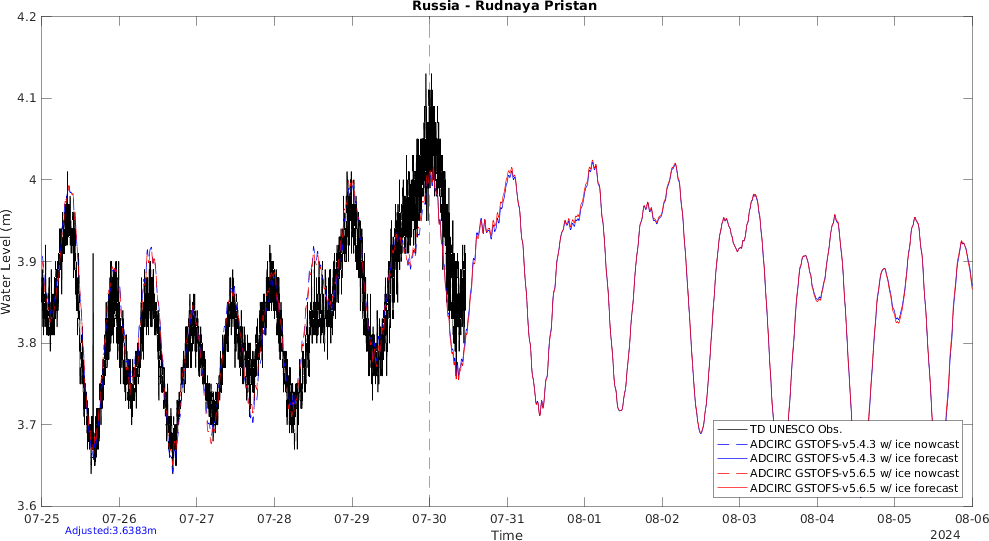 Russia - Rudnaya Pristan
4.2
4.1
4
3.9
3.8
3.7
3.6
Water Level (m)
07-25 07-26 07-27 07-28 07-29 07-30 07-31 08-01 08-02 08-03 08-04 08-05 08-06
Time
2024
Adjusted:3.6383m
TD UNESCO Obs.
ADCIRC GSTOFS-v5.4.3 w/ ice nowcast
ADCIRC GSTOFS-v5.4.3 w/ ice forecast
ADCIRC GSTOFS-v5.6.5 w/ ice nowcast
ADCIRC GSTOFS-v5.6.5 w/ ice forecast